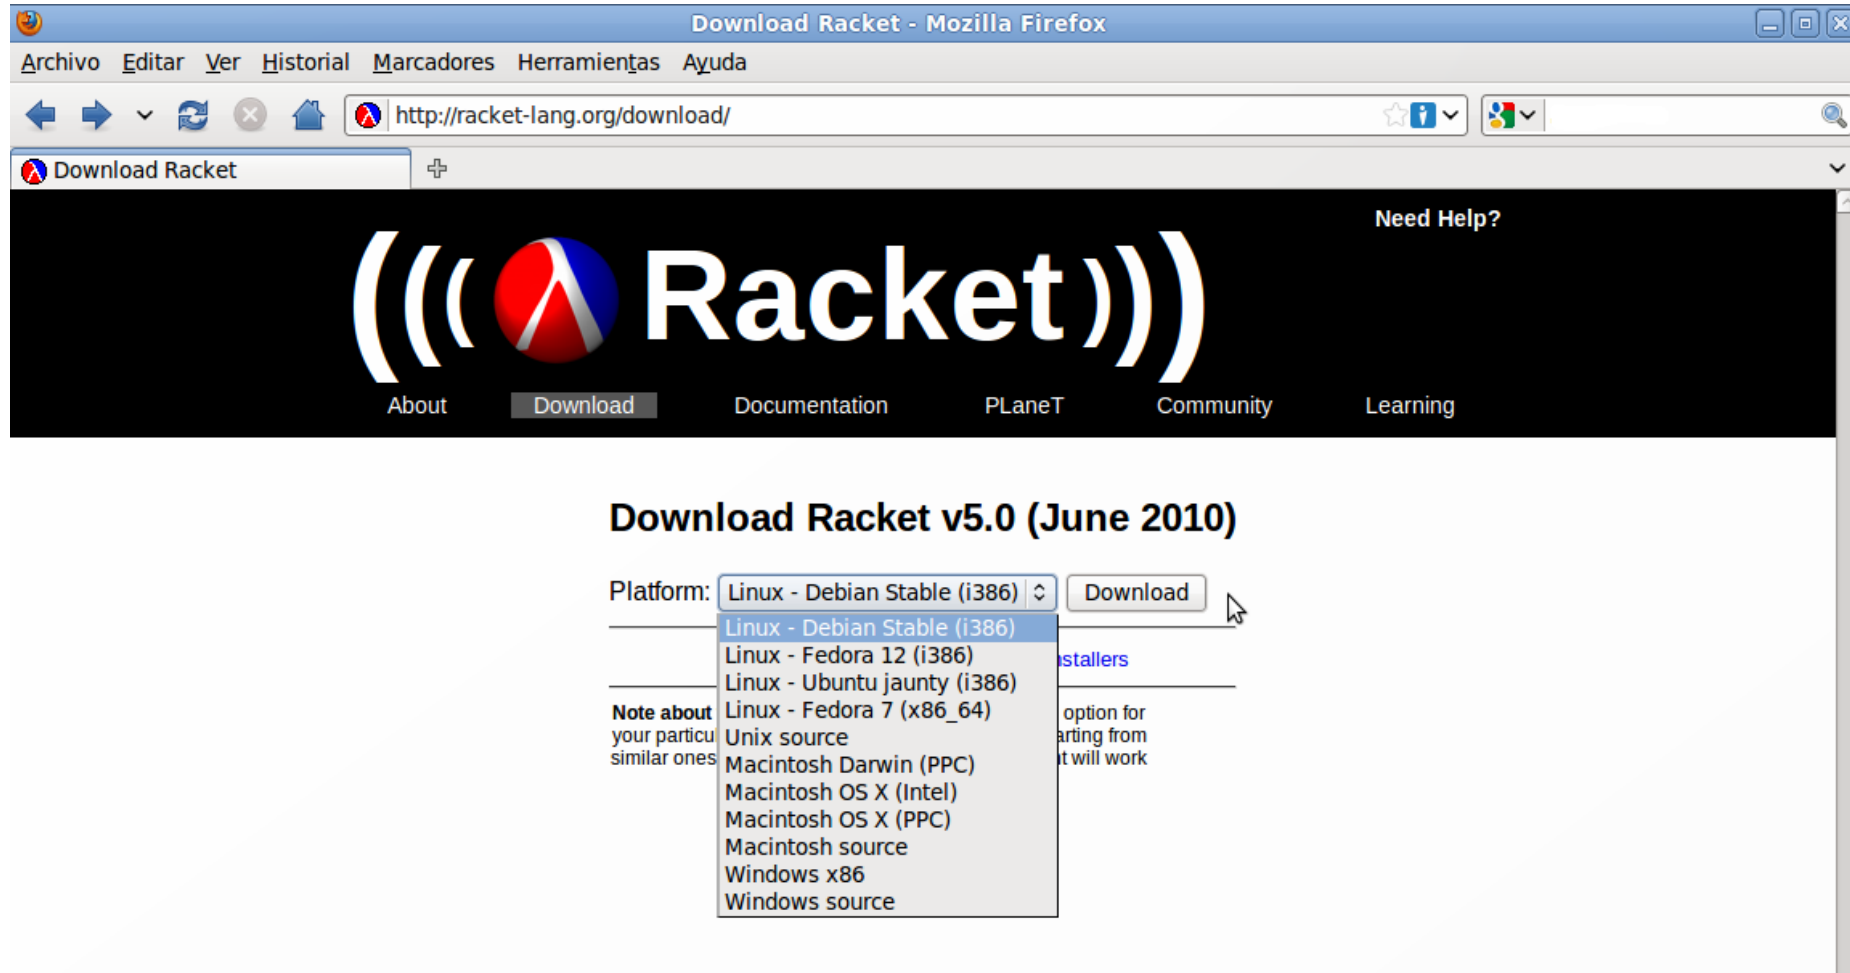 Download Racket - Mozilla Firefox
Archivo Editar Ver Historial Marcadores Herramientas Ayuda
http://racket-lang.org/download/
Download Racket
Need Help?
(((Racket)))
About Download Documentation PLaneT Community Learning
Download Racket v5.0 (June 2010)
Platform: Linux - Debian Stable (i386) Download
Linux - Debian Stable (i386)
Linux - Fedora 12 (i386)
Linux - Ubuntu jaunty (i386)
Linux - Fedora 7 (x86_64)
Unix source
Macintosh Darwin (PPC)
Macintosh OS X (Intel)
Macintosh OS X (PPC)
Macintosh source
Windows x86
Windows source
Note about option for
your from
similar ones will work